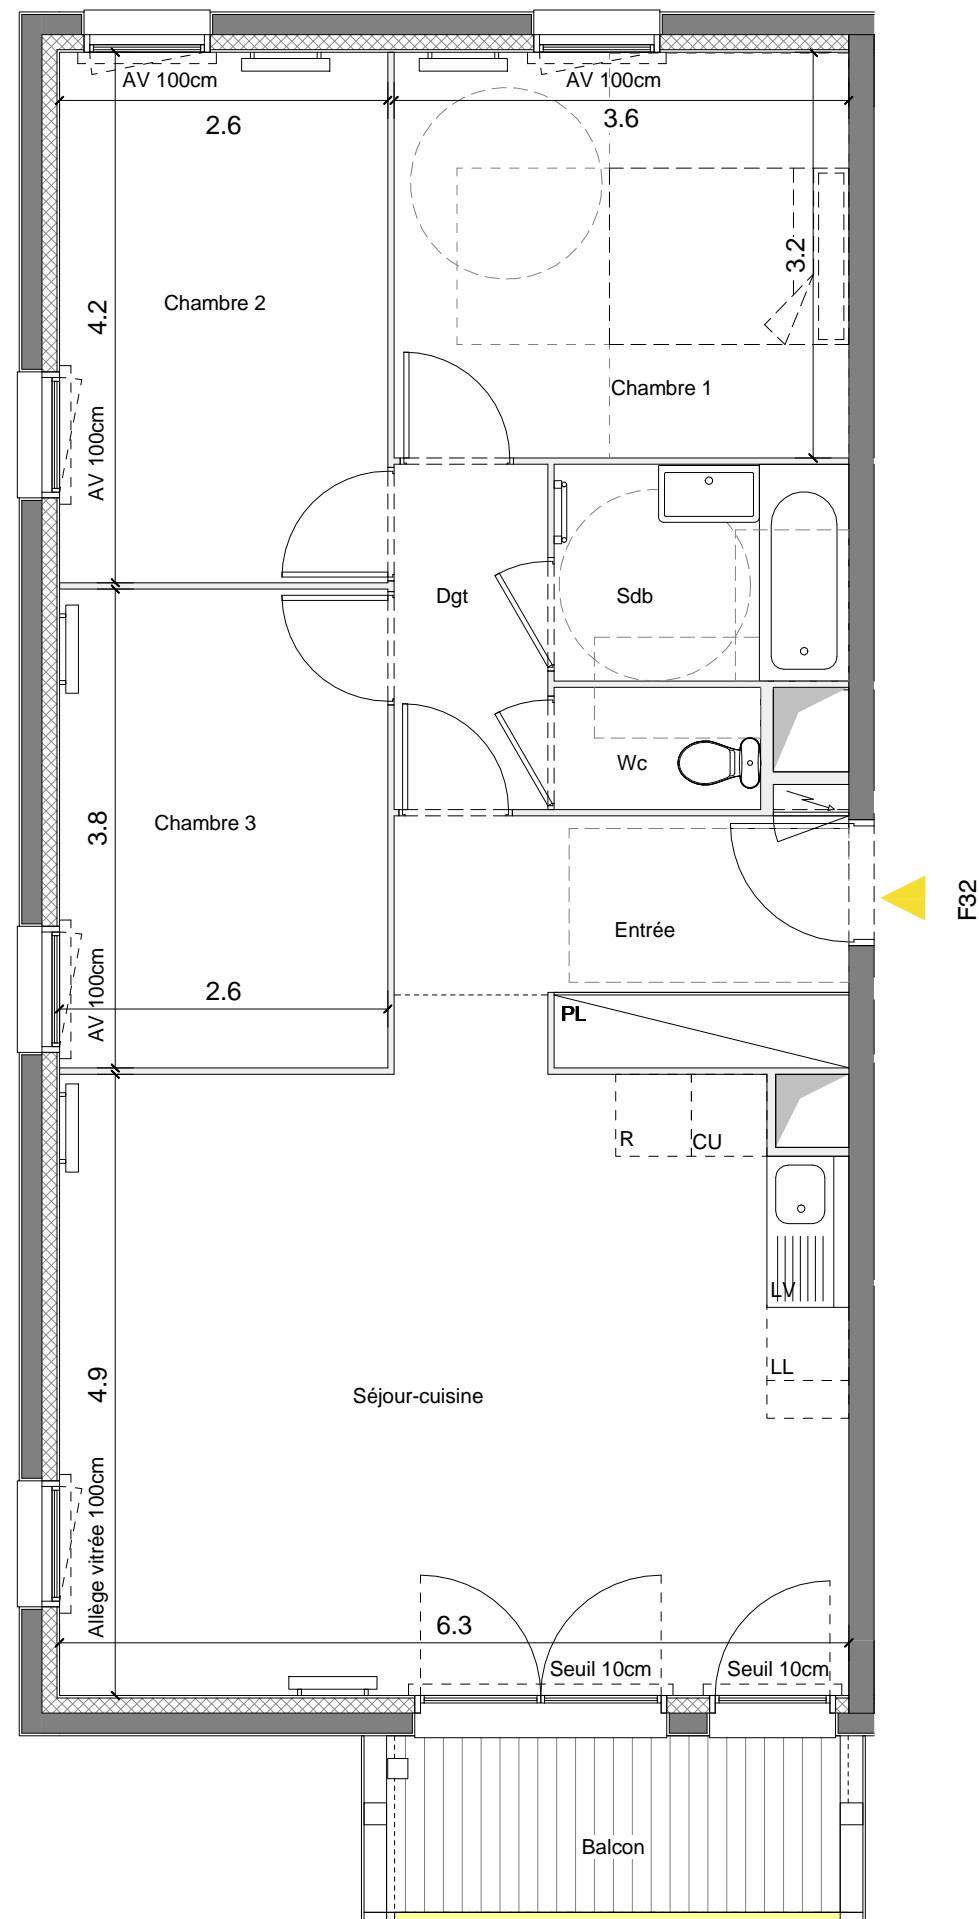 AV 100cm
AV 100cm
2.6
3.6
3.2
4.2
Chambre 2
Chambre 1
AV 100cm
Dgt
Sdb
Wc
3.8
Chambre 3
F32
Entrée
2.6
AV 100cm
PL
R
CU
LV
LL
4.9
Séjour-cuisine
Allège vitrée 100cm
6.3
Seuil 10cm
Seuil 10cm
Balcon